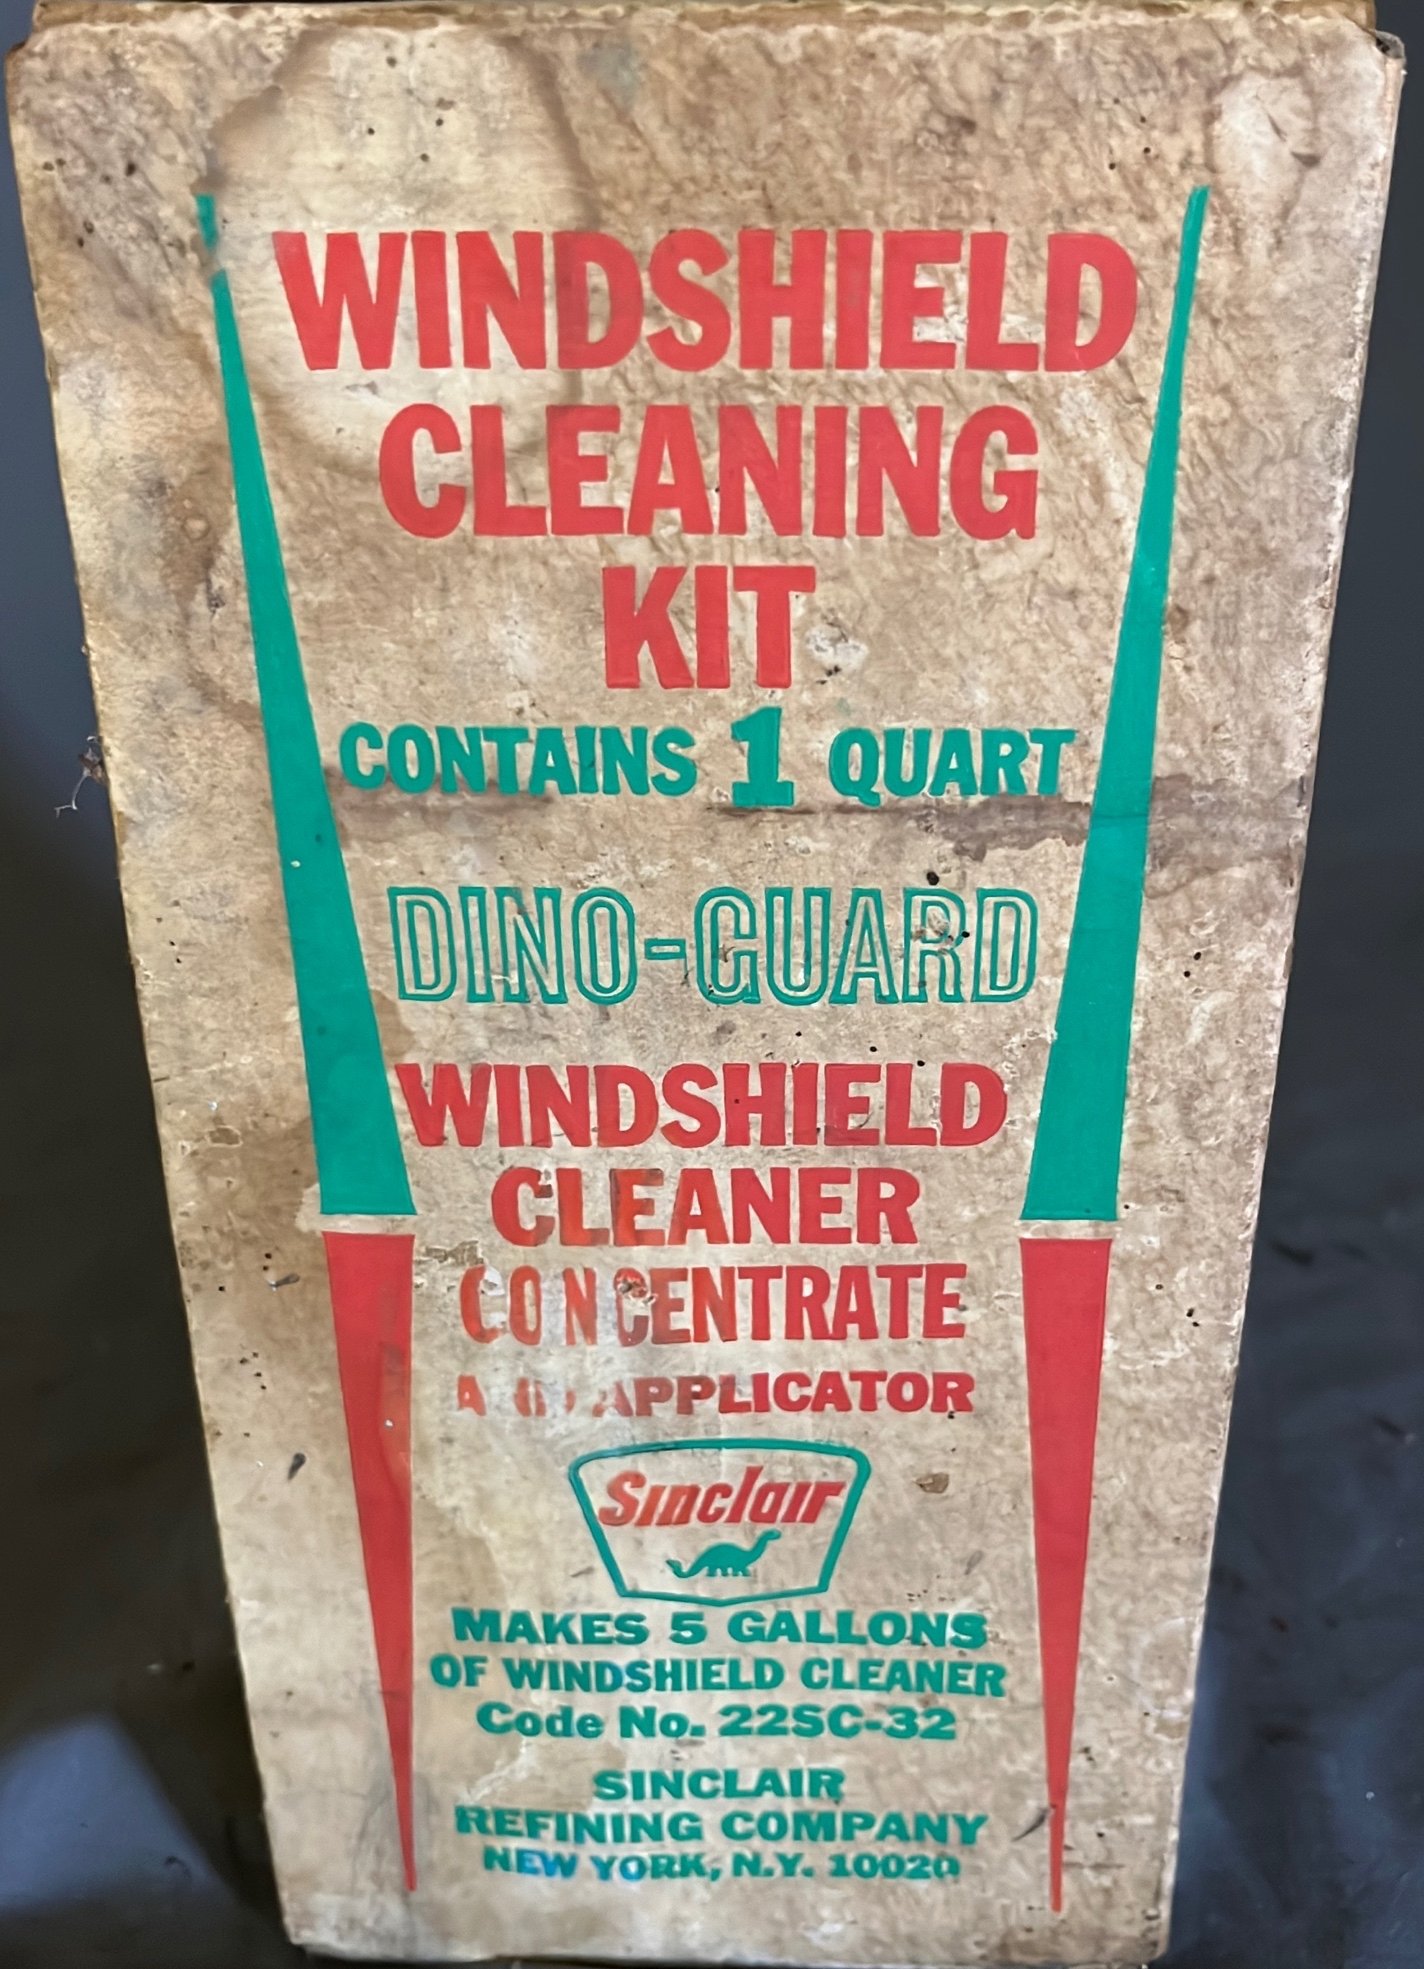 WINDSHIELD
CLEANING
KIT
CONTAINS 1 QUART
DINO-GUARD
WINDSHIELD
CLEANER
CONCENTRATE
APPLICATOR
Sinclair
MAKES 5 GALLONS
OF WINDSHIELD CLEANER
Code No. 22SC-32
SINCLAIR
REFINING COMPANY
NEW YORK, N.Y. 10020